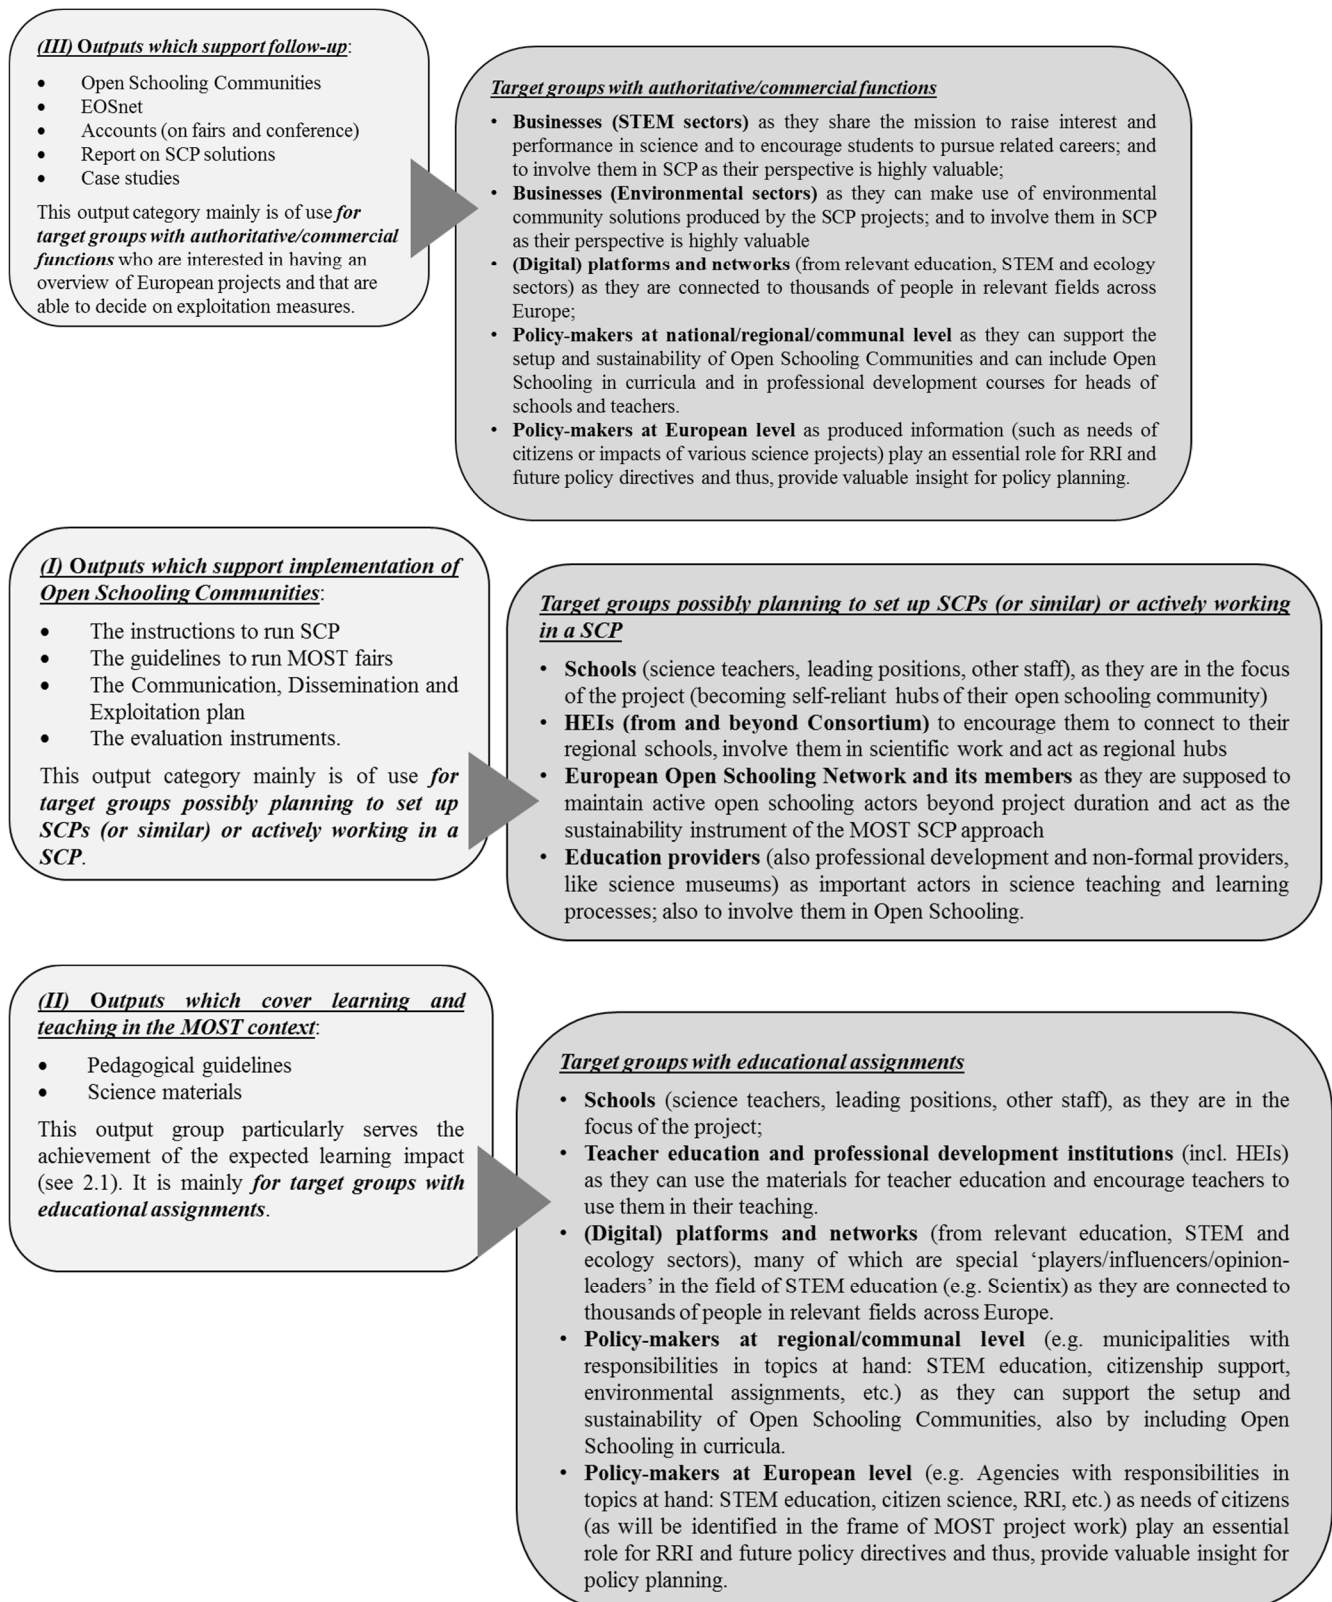 (III) Outputs which support follow-up:
• Open Schooling Communities
• EOSnet
• Accounts (on fairs and conference)
• Report on SCP solutions
• Case studies
This output category mainly is of use for
target groups with authoritative/commercial
functions who are interested in having an
overview of European projects and that are
able to decide on exploitation measures.
Target groups with authoritative/commercial functions
• Businesses (STEM sectors) as they share the mission to raise interest and
performance in science and to encourage students to pursue related careers; and
to involve them in SCP as their perspective is highly valuable;
• Businesses (Environmental sectors) as they can make use of environmental
community solutions produced by the SCP projects; and to involve them in SCP
as their perspective is highly valuable
• (Digital) platforms and networks (from relevant education, STEM and ecology
sectors) as they are connected to thousands of people in relevant fields across
Europe;
• Policy-makers at national/regional/communal level as they can support the
setup and sustainability of Open Schooling Communities and can include Open
Schooling in curricula and in professional development courses for heads of
schools and teachers.
• Policy-makers at European level as produced information (such as needs of
citizens or impacts of various science projects) play an essential role for RRI and
future policy directives and thus, provide valuable insight for policy planning.
(I) Outputs which support implementation of
Open Schooling Communities:
• The instructions to run SCP
• The guidelines to run MOST fairs
• The Communication, Dissemination and
Exploitation plan
• The evaluation instruments.
This output category mainly is of use for
target groups possibly planning to set up
SCPs (or similar) or actively working in a
SCP.
Target groups possibly planning to set up SCPs (or similar) or actively working
in a SCP
• Schools (science teachers, leading positions, other staff), as they are in the focus
of the project (becoming self-reliant hubs of their open schooling community)
• HEIs (from and beyond Consortium) to encourage them to connect to their
regional schools, involve them in scientific work and act as regional hubs
• European Open Schooling Network and its members as they are supposed to
maintain active open schooling actors beyond project duration and act as the
sustainability instrument of the MOST SCP approach
• Education providers (also professional development and non-formal providers,
like science museums) as important actors in science teaching and learning
processes; also to involve them in Open Schooling.
(II) Outputs which cover learning and
teaching in the MOST context:
• Pedagogical guidelines
• Science materials
This output group particularly serves the
achievement of the expected learning impact
(see 2.1). It is mainly for target groups with
educational assignments.
Target groups with educational assignments
• Schools (science teachers, leading positions, other staff), as they are in the
focus of the project;
• Teacher education and professional development institutions (incl. HEIs)
as they can use the materials for teacher education and encourage teachers to
use them in their teaching.
• (Digital) platforms and networks (from relevant education, STEM and
ecology sectors), many of which are special ‘players/influencers/opinion-
leaders’ in the field of STEM education (e.g. Scientix) as they are connected to
thousands of people in relevant fields across Europe.
• Policy-makers at regional/communal level (e.g. municipalities with
responsibilities in topics at hand: STEM education, citizenship support,
environmental assignments, etc.) as they can support the setup and
sustainability of Open Schooling Communities, also by including Open
Schooling in curricula.
• Policy-makers at European level (e.g. Agencies with responsibilities in
topics at hand: STEM education, citizen science, RRI, etc.) as needs of citizens
(as will be identified in the frame of MOST project work) play an essential
role for RRI and future policy directives and thus, provide valuable insight for
policy planning.